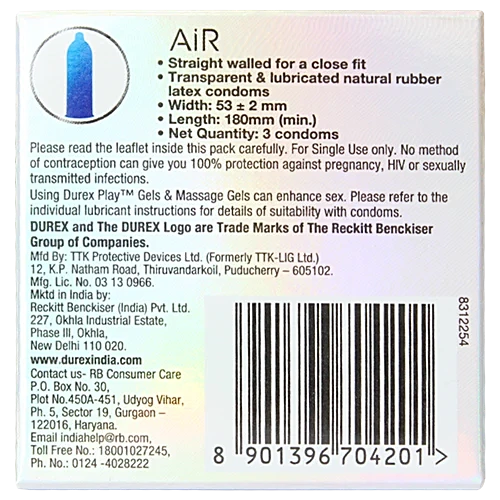 AiR
• Straight walled for a close fit
• Transparent & lubricated natural rubber
latex condoms
• Width: 53 ± 2 mm
• Length: 180mm (min.)
• Net Quantity: 3 condoms
Please read the leaflet inside this pack carefully. For Single Use only. No method
of contraception can give you 100% protection against pregnancy, HIV or sexually
transmitted infections.
Using Durex Play™ Gels & Massage Gels can enhance sex. Please refer to the
individual lubricant instructions for details of suitability with condoms.
DUREX and The DUREX Logo are Trade Marks of The Reckitt Benckiser
Group of Companies.
Mfd By: TTK Protective Devices Ltd. (Formerly TTK-LIG Ltd.)
12, K.P. Natham Road, Thiruvandarkoil, Puducherry – 605102.
Mfg. Lic. No. 03 13 0966.
Mktd in India by:
Reckitt Benckiser (India) Pvt. Ltd.
227, Okhla Industrial Estate,
Phase III, Okhla,
New Delhi 110 020.
www.durexindia.com
Contact us- RB Consumer Care
P.O. Box No. 30,
Plot No.450A-451, Udyog Vihar,
Ph. 5, Sector 19, Gurgaon –
122016, Haryana.
Email indiahelp@rb.com,
Toll Free No.: 18001027245,
Ph.: No. 0124 -4028222
8312254
8 901396 704201 >